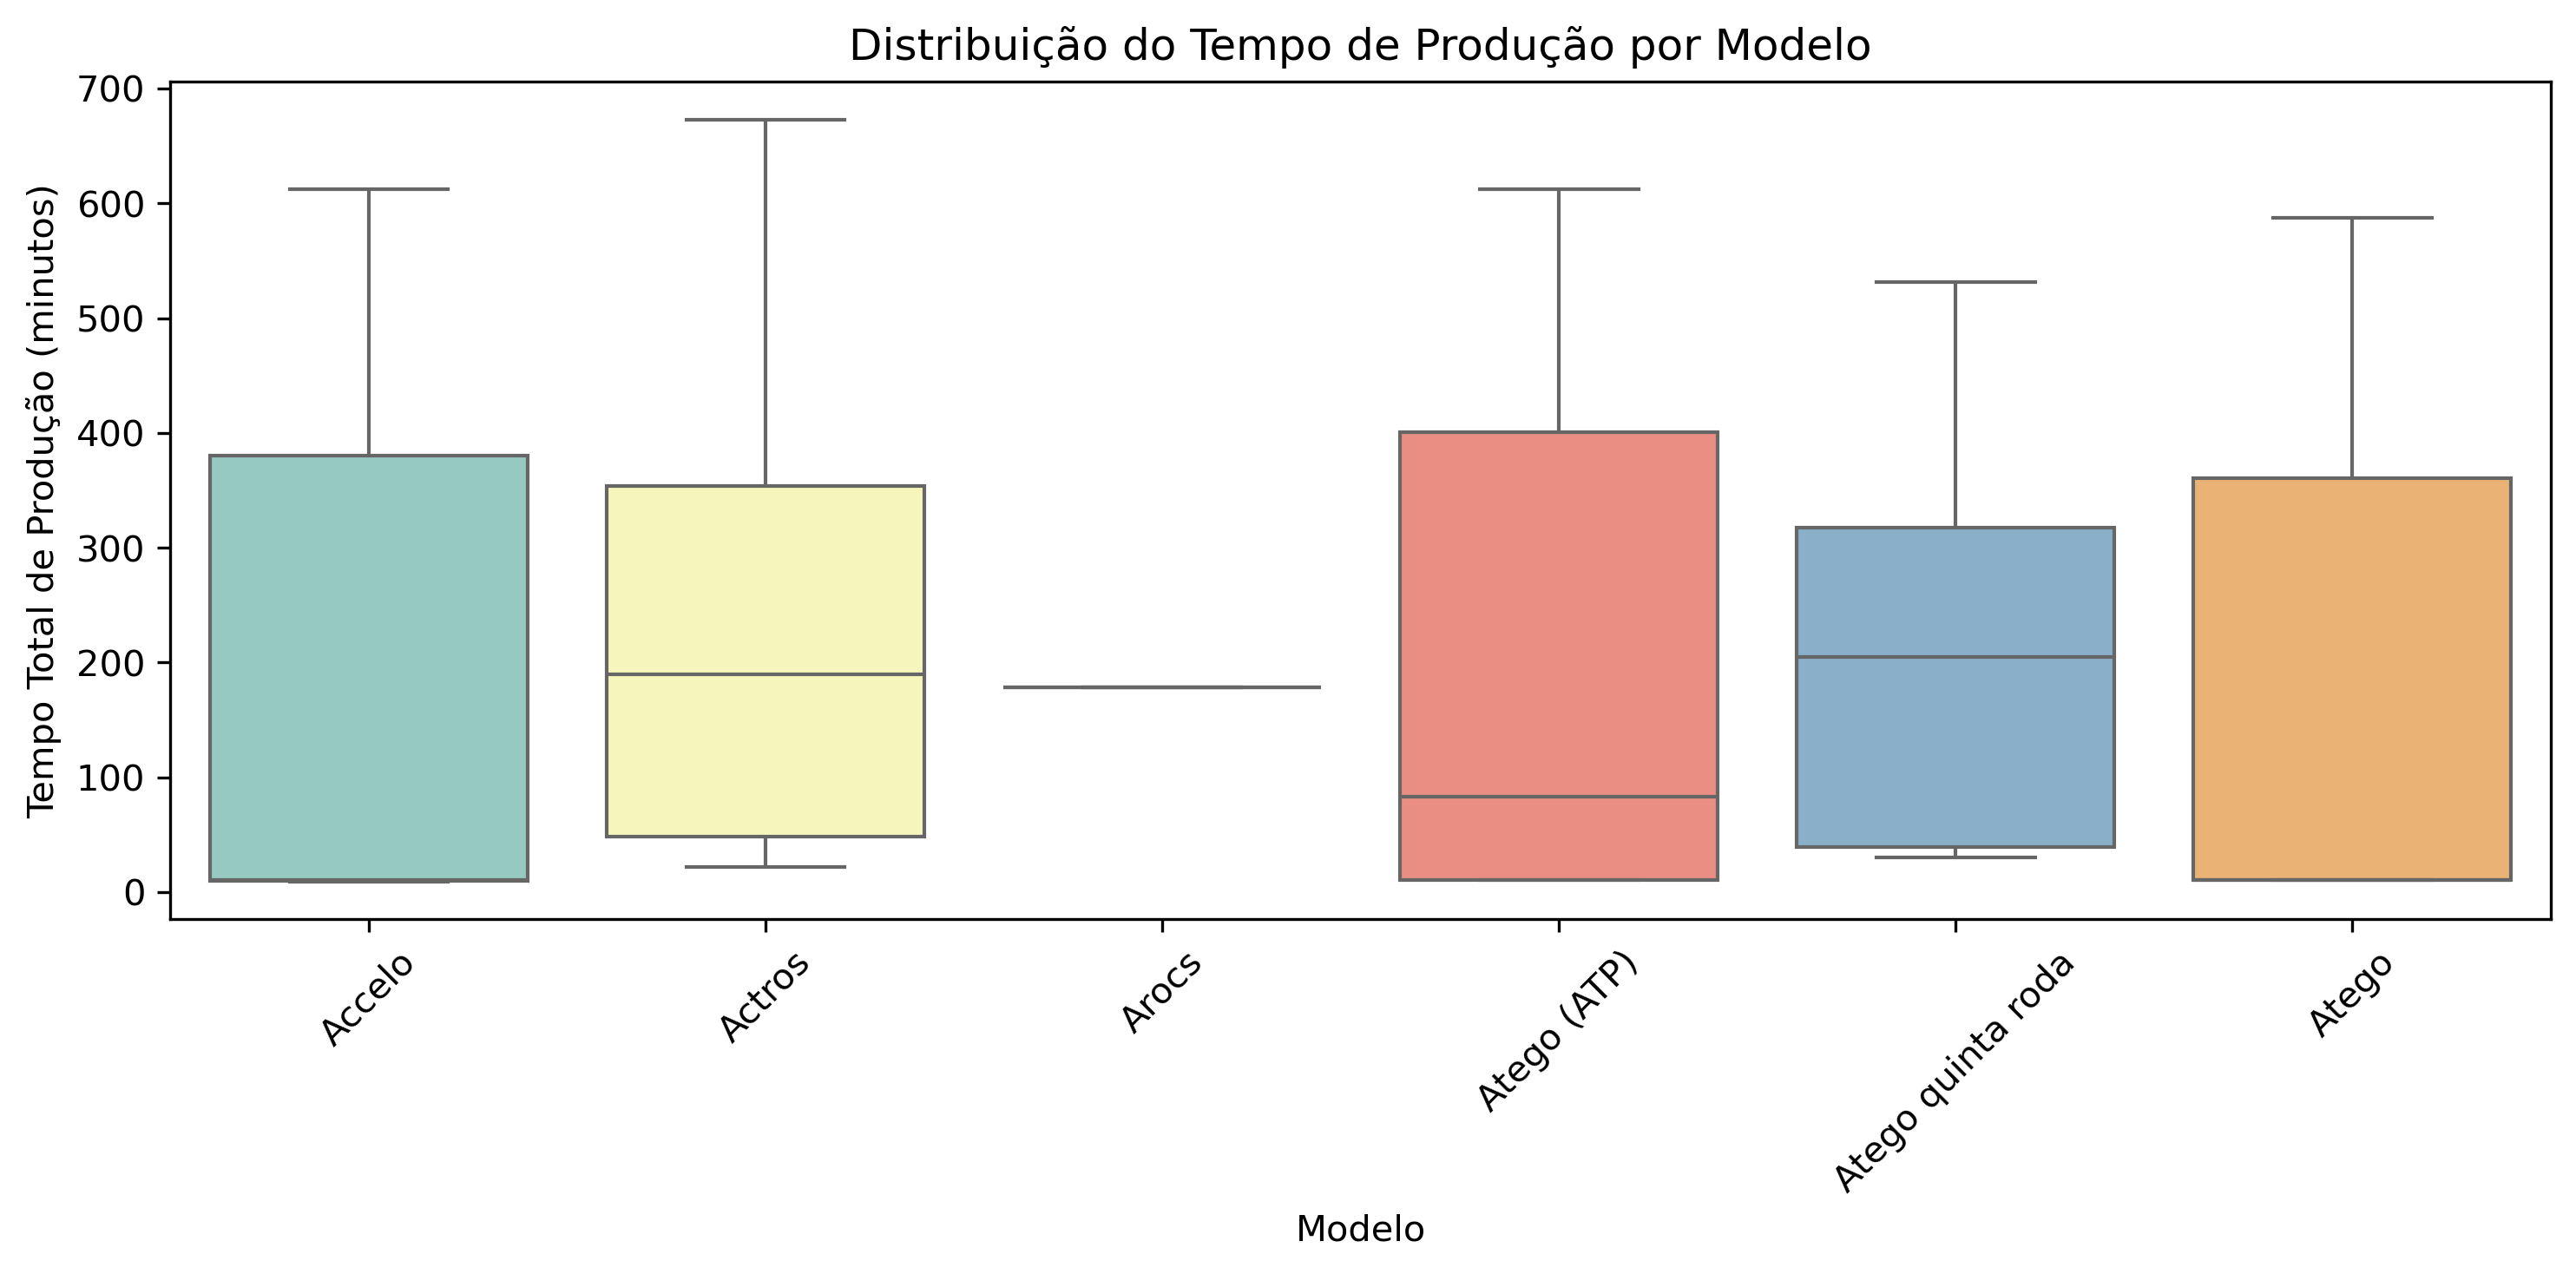 Distribuição do Tempo de Produção por Modelo
Tempo Total de Produção (minutos)
700
600
500
400
300
200
100
0
Accelo
Actros
Arocs
Atego (ATP)
Atego quinta roda
Atego
Modelo